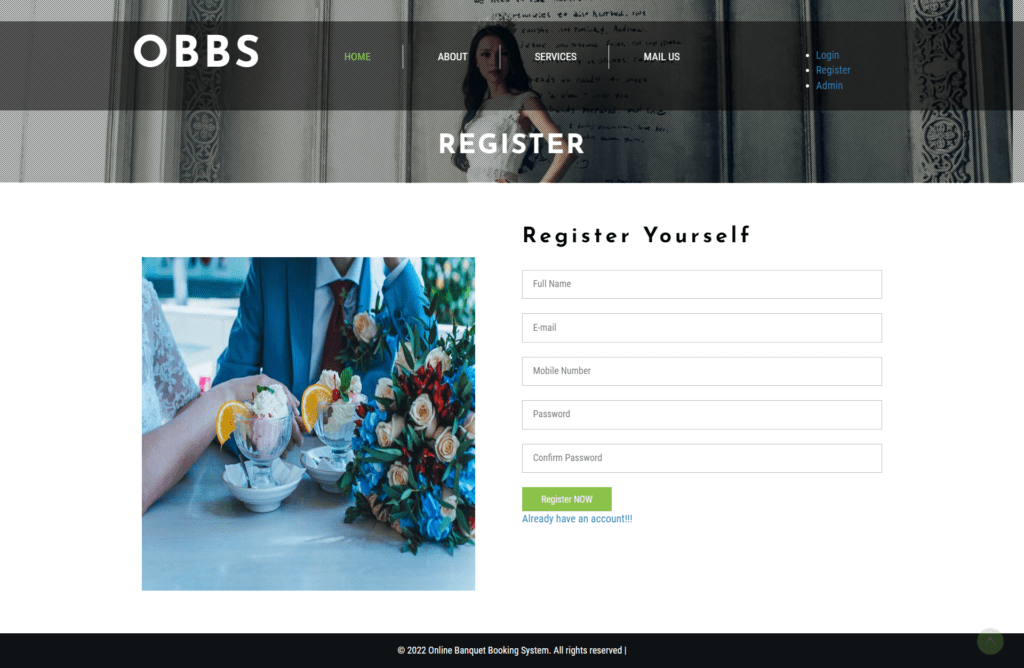 OBBS
HOME
ABOUT
SERVICES
MAIL US
Login
Register
Admin
REGISTER
Register Yourself
Full Name
E-mail
Mobile Number
Password
Confirm Password
Register NOW
Already have an account!!!
© 2022 Online Banquet Booking System. All rights reserved |